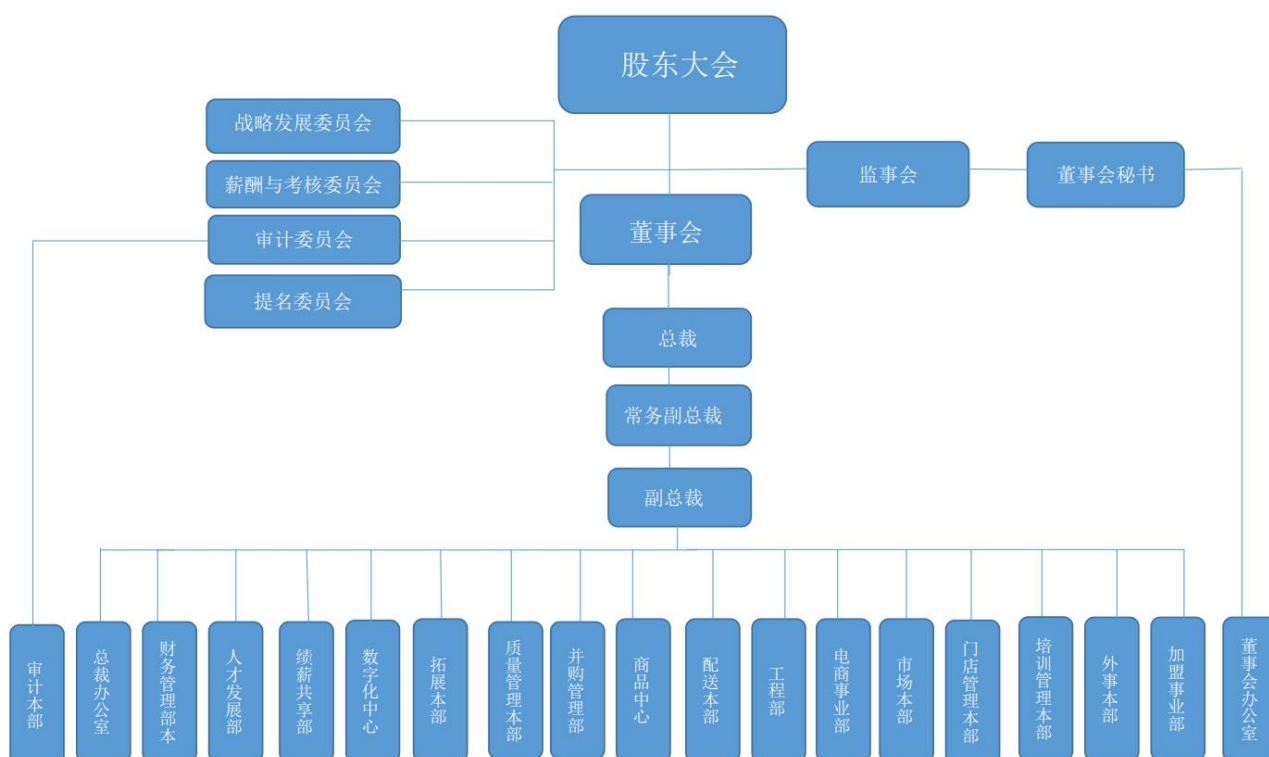 股东大会
战略发展委员会
薪酬与考核委员会
审计委员会
提名委员会
监事会
董事会秘书
董事会
总裁
常务副总裁
副总裁
审计本部
总裁办公室
财务管理部本
人才发展部
绩薪共享部
数字化中心
拓展本部
质量管理本部
并购管理部
商品中心
配送本部
工程部
电商事业部
市场本部
门店管理本部
培训管理本部
外事本部
加盟事业部
董事会办公室